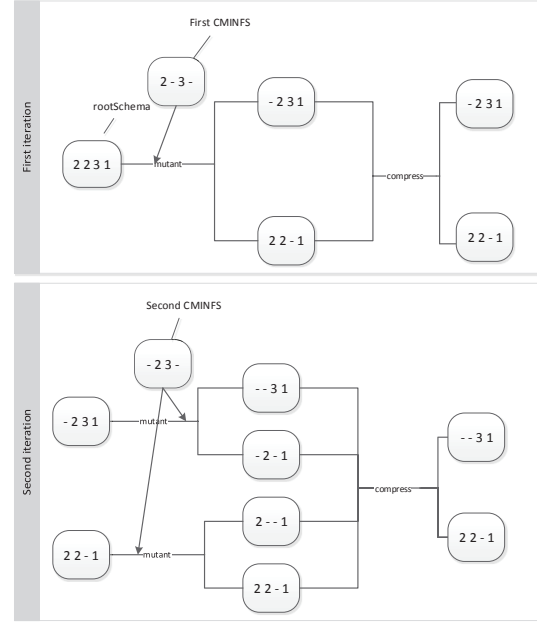 First iteration
First CMINFS
2 - 3 -
rootSchema
2 2 3 1
mutant
- 2 3 1
2 2 - 1
compress
- 2 3 1
2 2 - 1
Second iteration
Second CMINFS
- 2 3 -
- 2 3 1
mutant
- - 3 1
- 2 - 1
2 2 - 1
mutant
2 - - 1
2 2 - 1
compress
- - 3 1
2 2 - 1